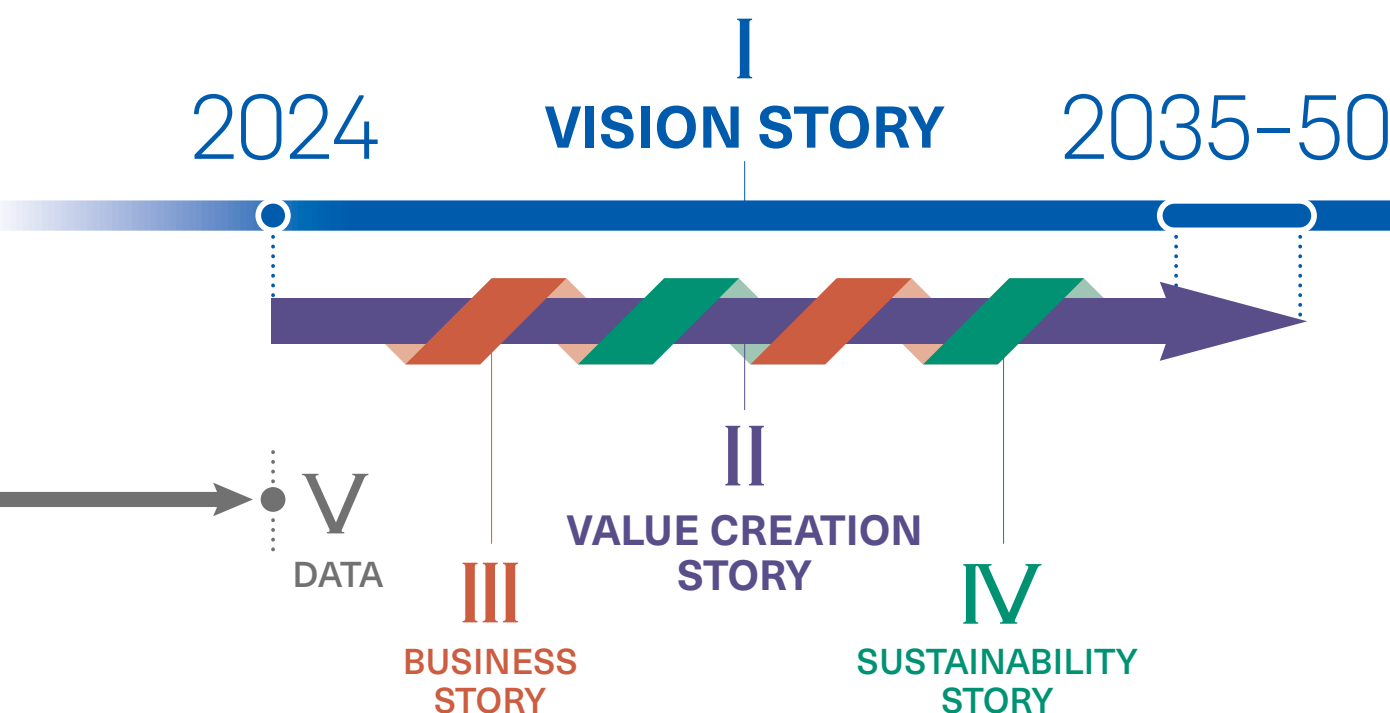 I
2024
VISION STORY
2035–50
II
VALUE CREATION
STORY
V
DATA
III
BUSINESS
STORY
IV
SUSTAINABILITY
STORY